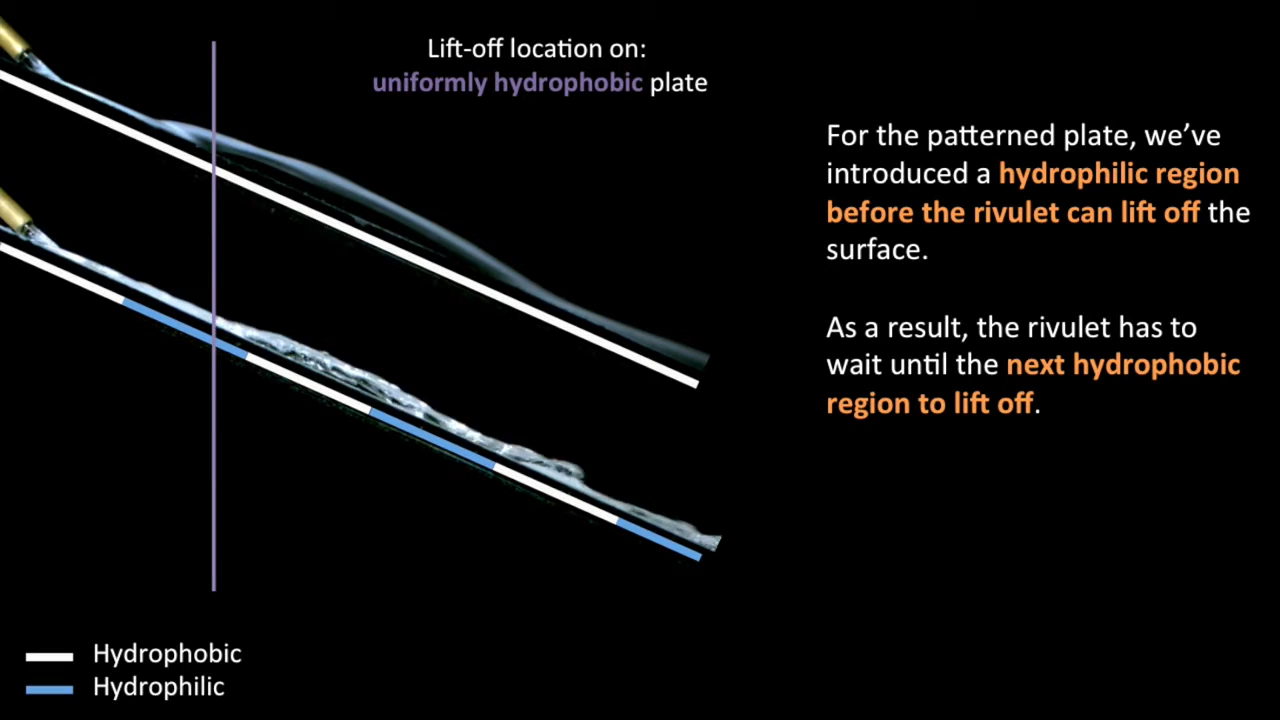 Lift-off location on:
uniformly hydrophobic plate
For the patterned plate, we’ve
introduced a hydrophilic region
before the rivulet can lift off the
surface.
As a result, the rivulet has to
wait until the next hydrophobic
region to lift off.
Hydrophobic
Hydrophilic